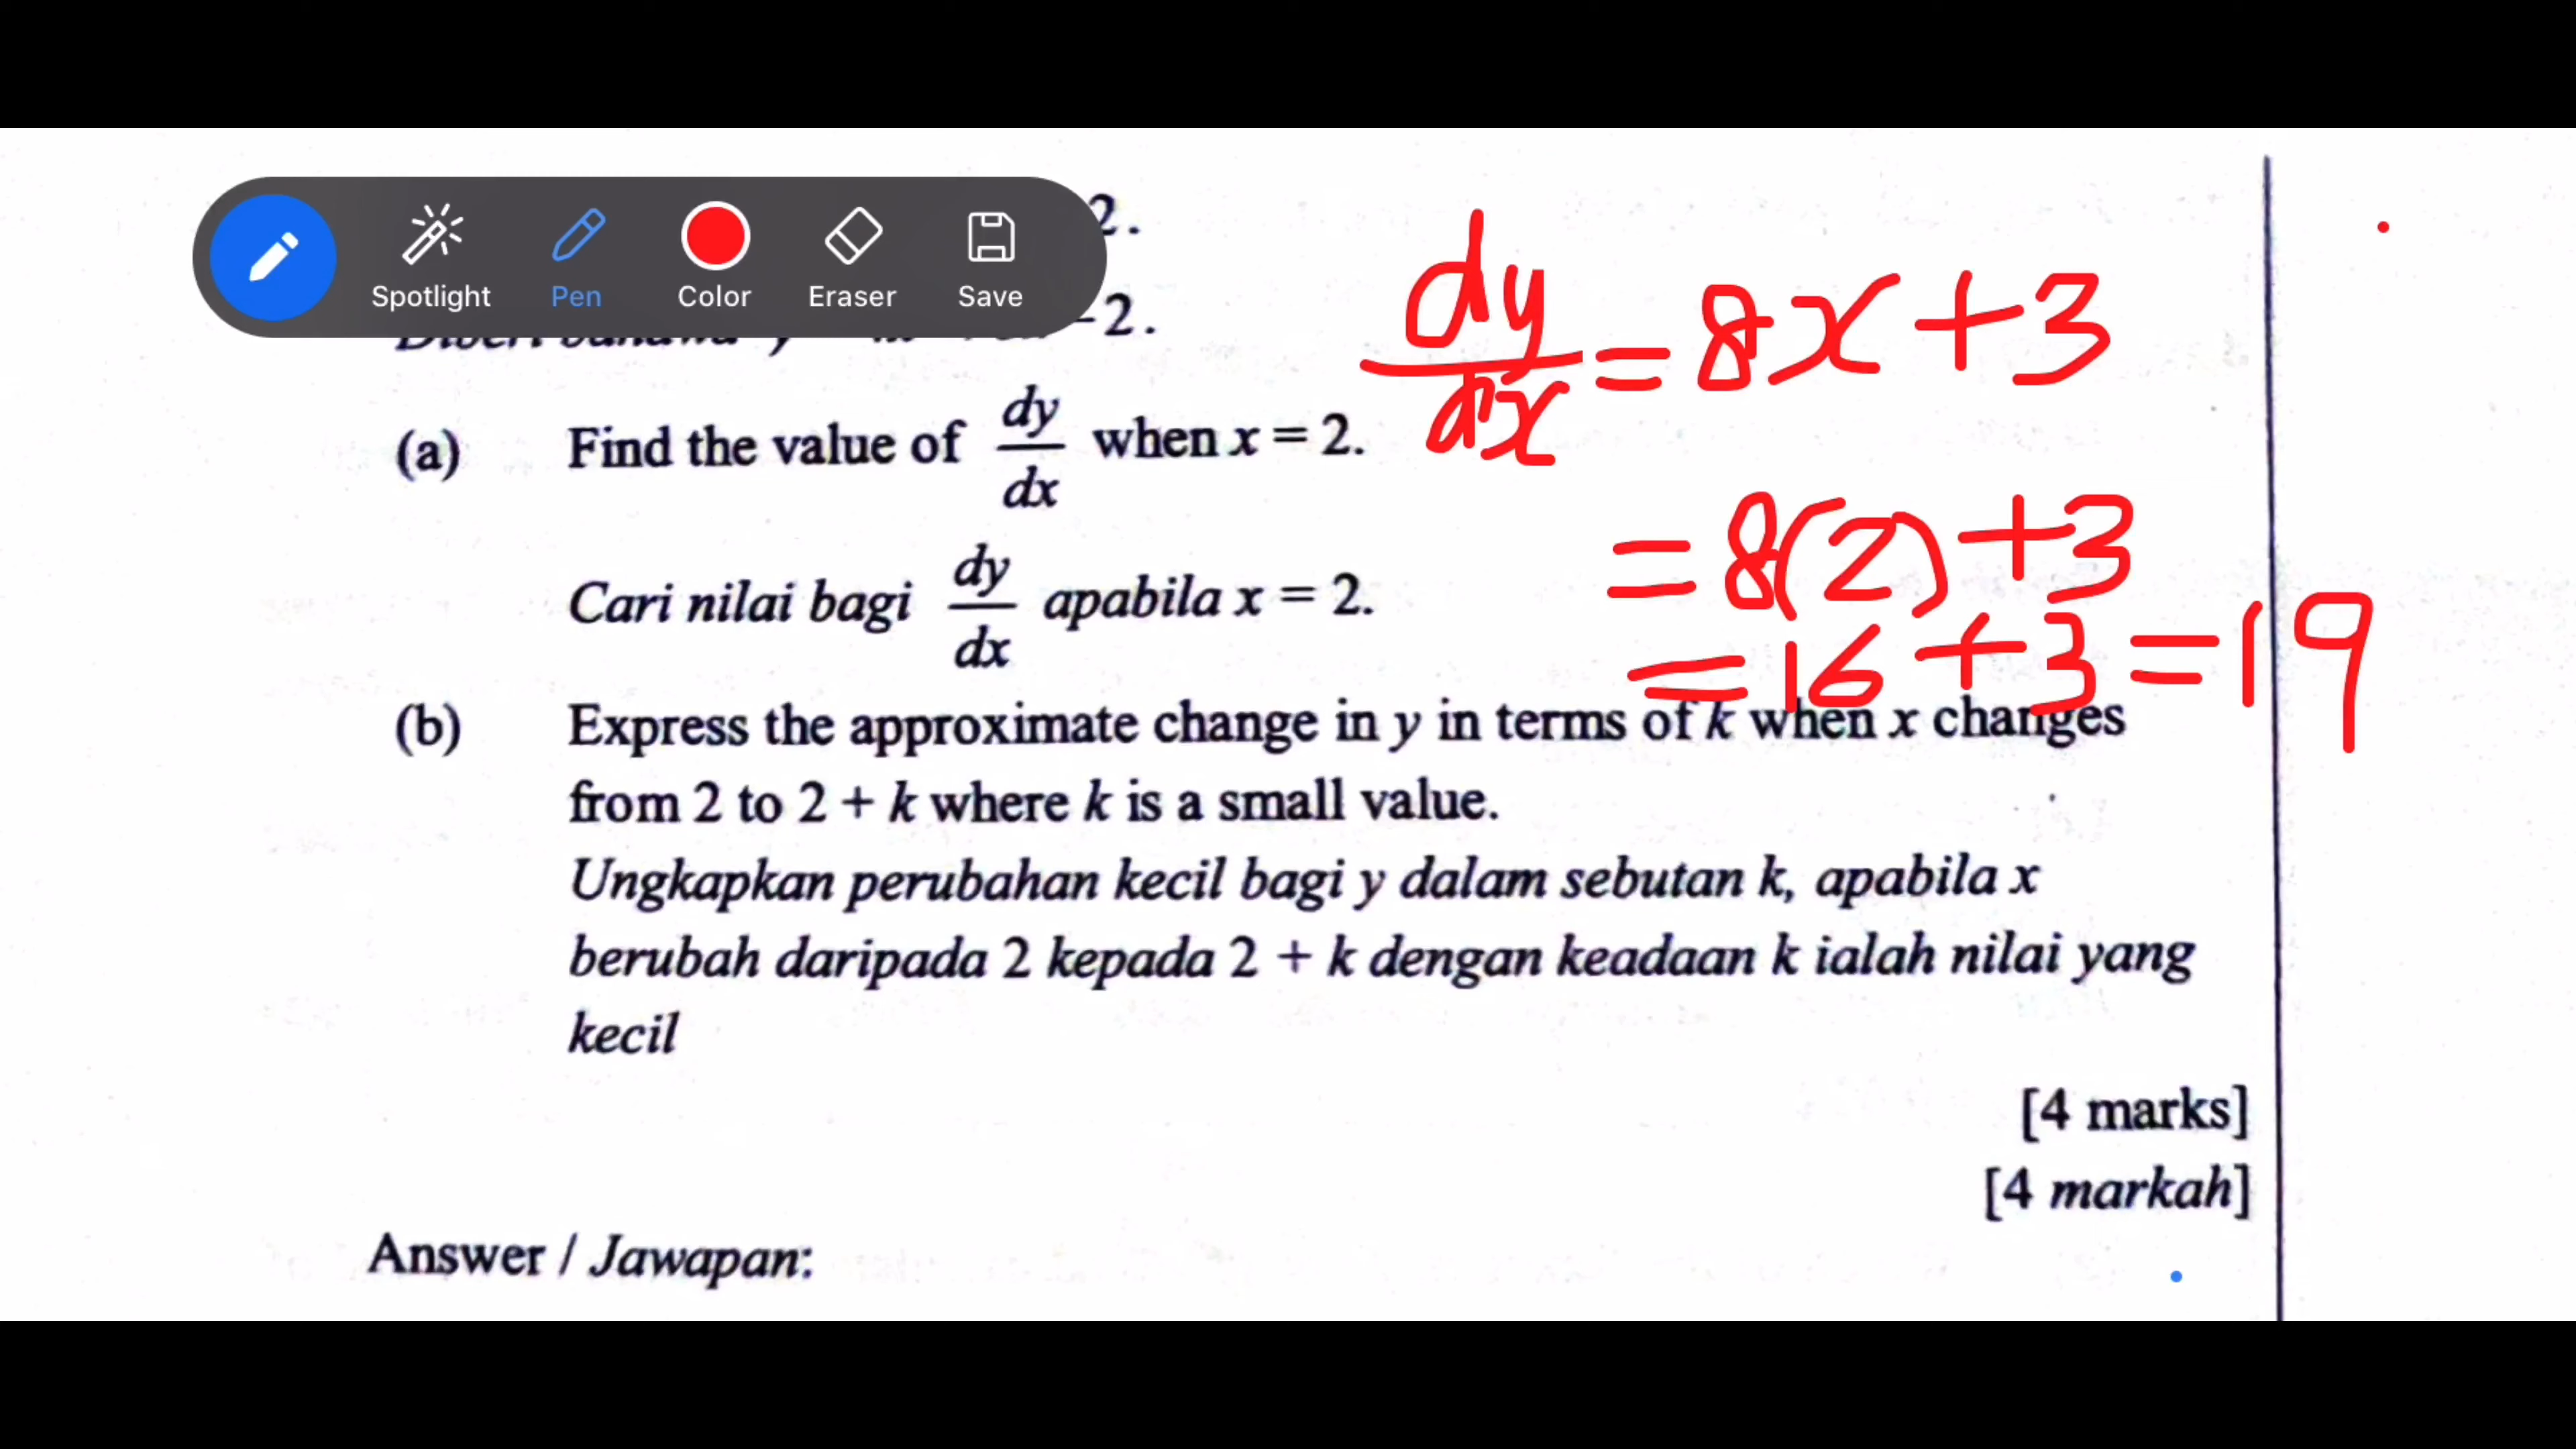 2.
Spotlight Pen Color Eraser Save
-2.
dy/dx = 8x + 3
(a) Find the value of dy/dx when x = 2.
= 8(2) + 3
Cari nilai bagi dy/dx apabila x = 2.
= 16 + 3 = 19
(b) Express the approximate change in y in terms of k when x changes
from 2 to 2 + k where k is a small value.
Ungkapkan perubahan kecil bagi y dalam sebutan k, apabila x
berubah daripada 2 kepada 2 + k dengan keadaan k ialah nilai yang
kecil
[4 marks]
[4 markah]
Answer / Jawapan: